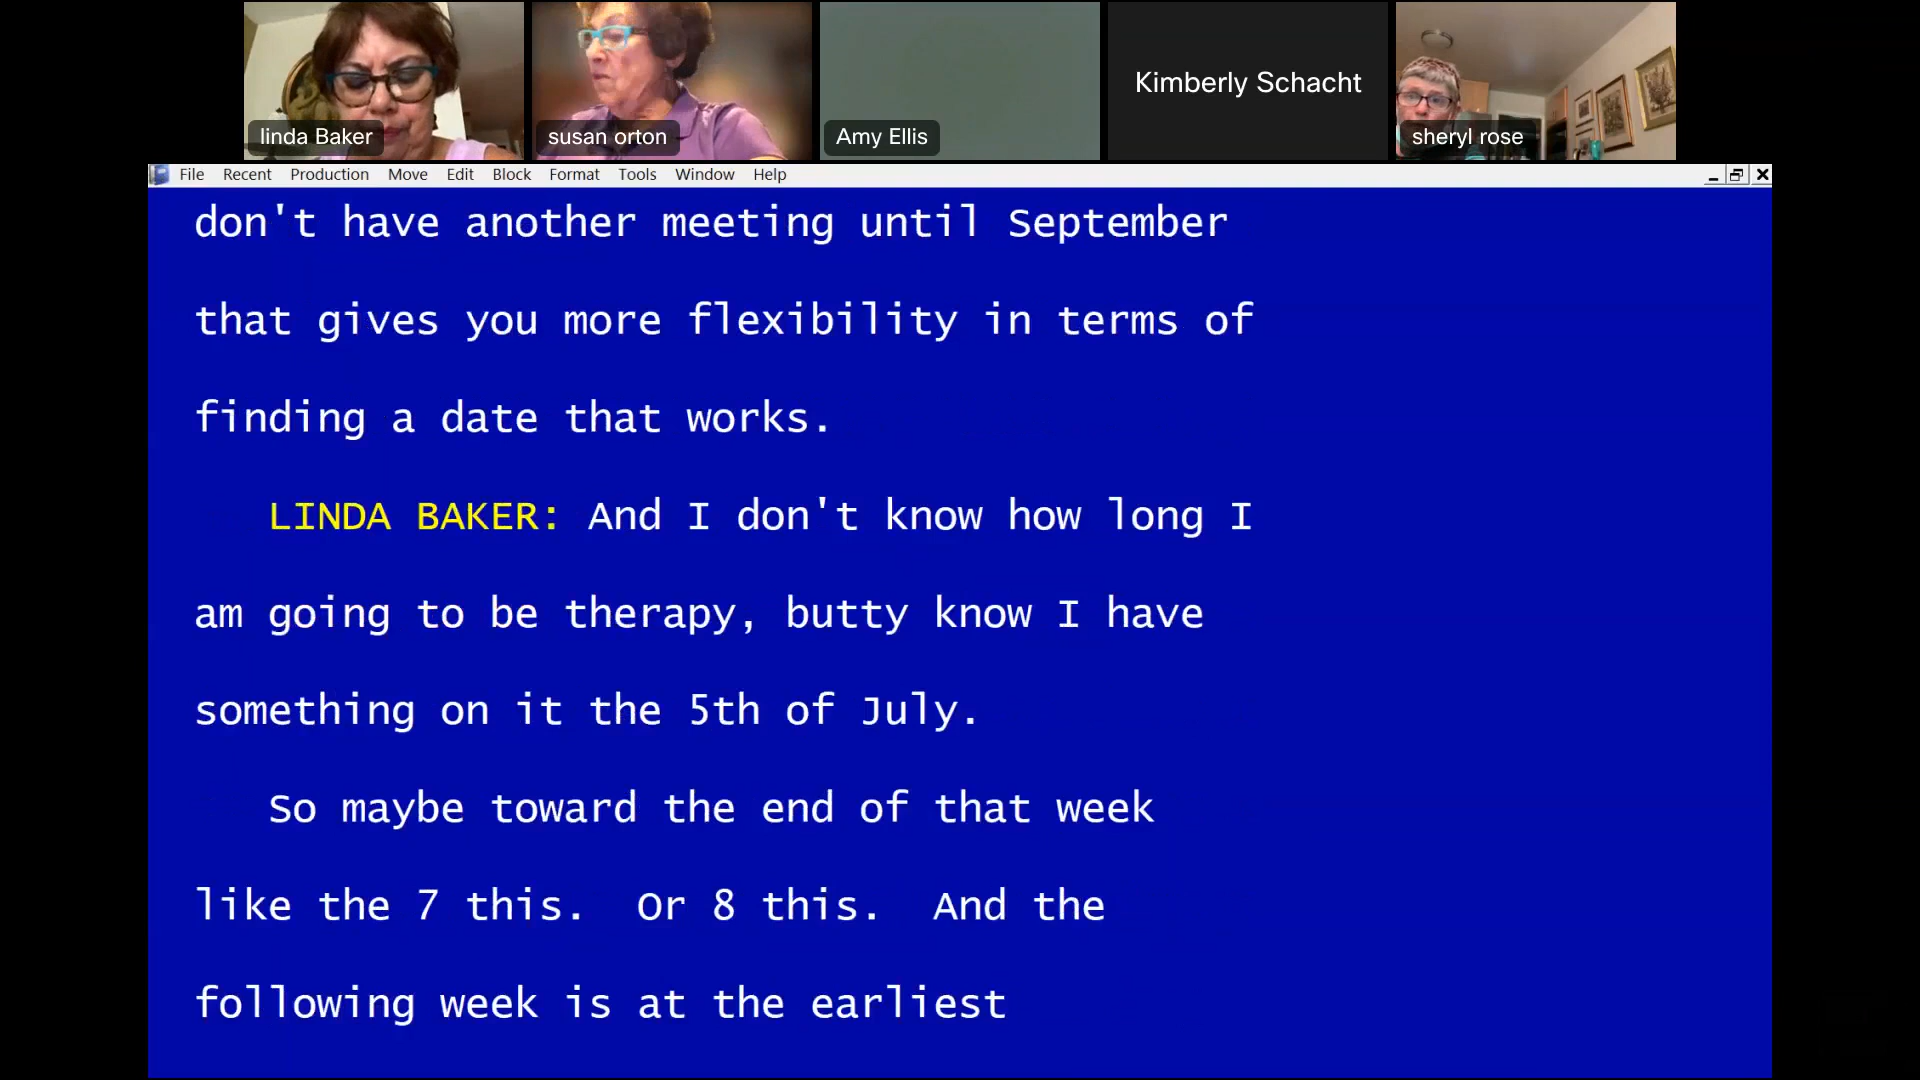 linda Baker
susan orton
Amy Ellis
Kimberly Schacht
sheryl rose
File Recent Production Move Edit Block Format Tools Window Help
don't have another meeting until September
that gives you more flexibility in terms of
finding a date that works.
LINDA BAKER: And I don't know how long I
am going to be therapy, butty know I have
something on it the 5th of July.
So maybe toward the end of that week
like the 7 this.  Or 8 this.  And the
following week is at the earliest